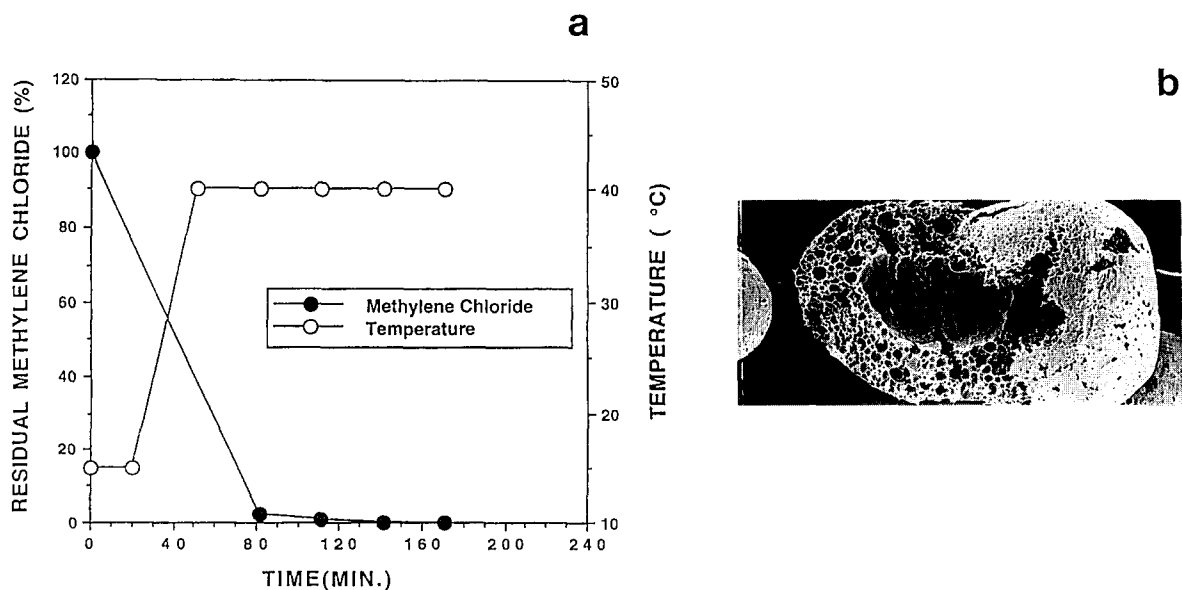 a
b
RESIDUAL METHYLENE CHLORIDE (%)
120
100
80
60
40
20
0
50
40
30
20
10
TEMPERATURE ( °C)
Methylene Chloride
Temperature
0 40 80 120 160 200 240
TIME(MIN.)